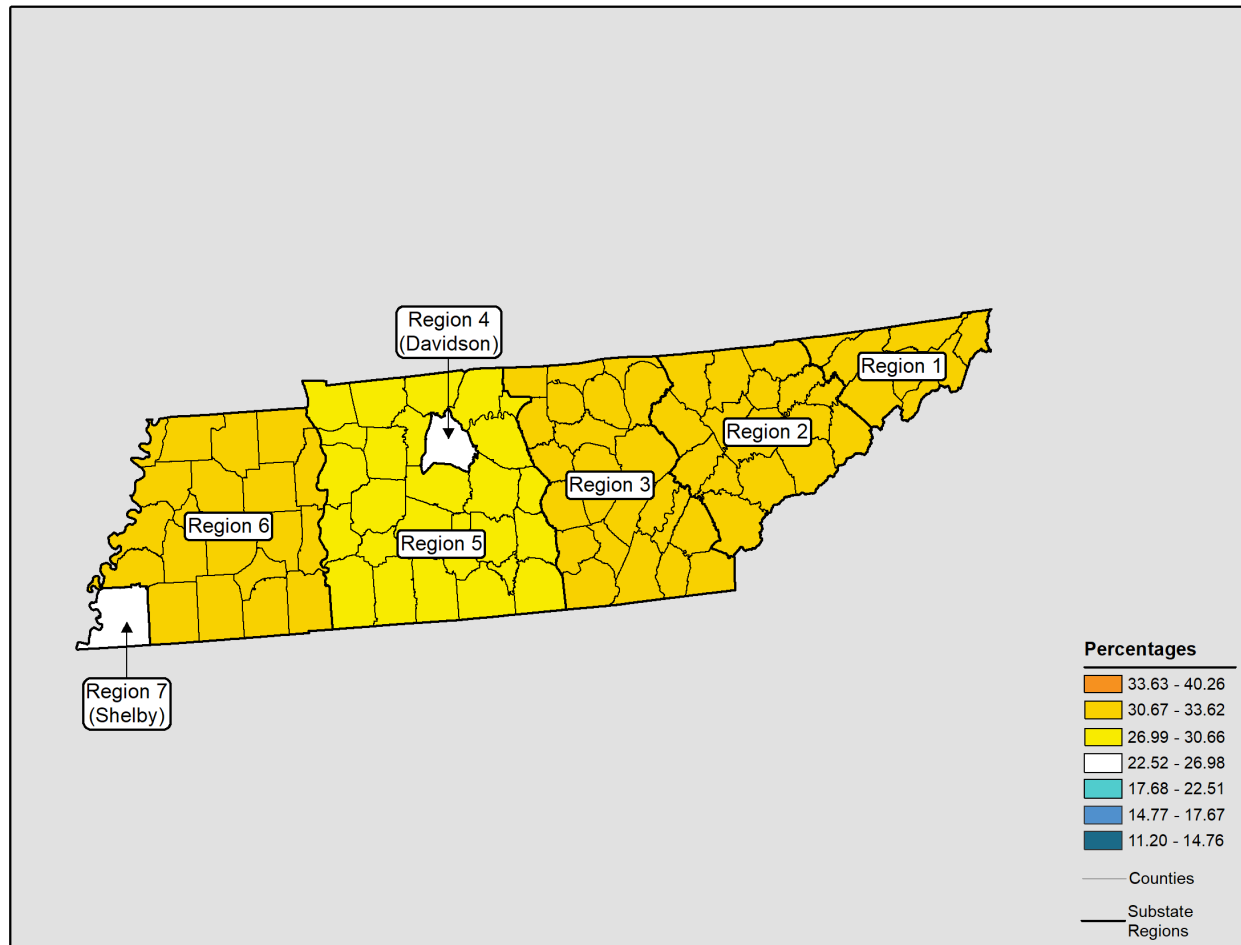 Region 4
(Davidson)
Region 1
Region 2
Region 3
Region 6
Region 5
Region 7
(Shelby)
Percentages
33.63 - 40.26
30.67 - 33.62
26.99 - 30.66
22.52 - 26.98
17.68 - 22.51
14.77 - 17.67
11.20 - 14.76
Counties
Substate
Regions